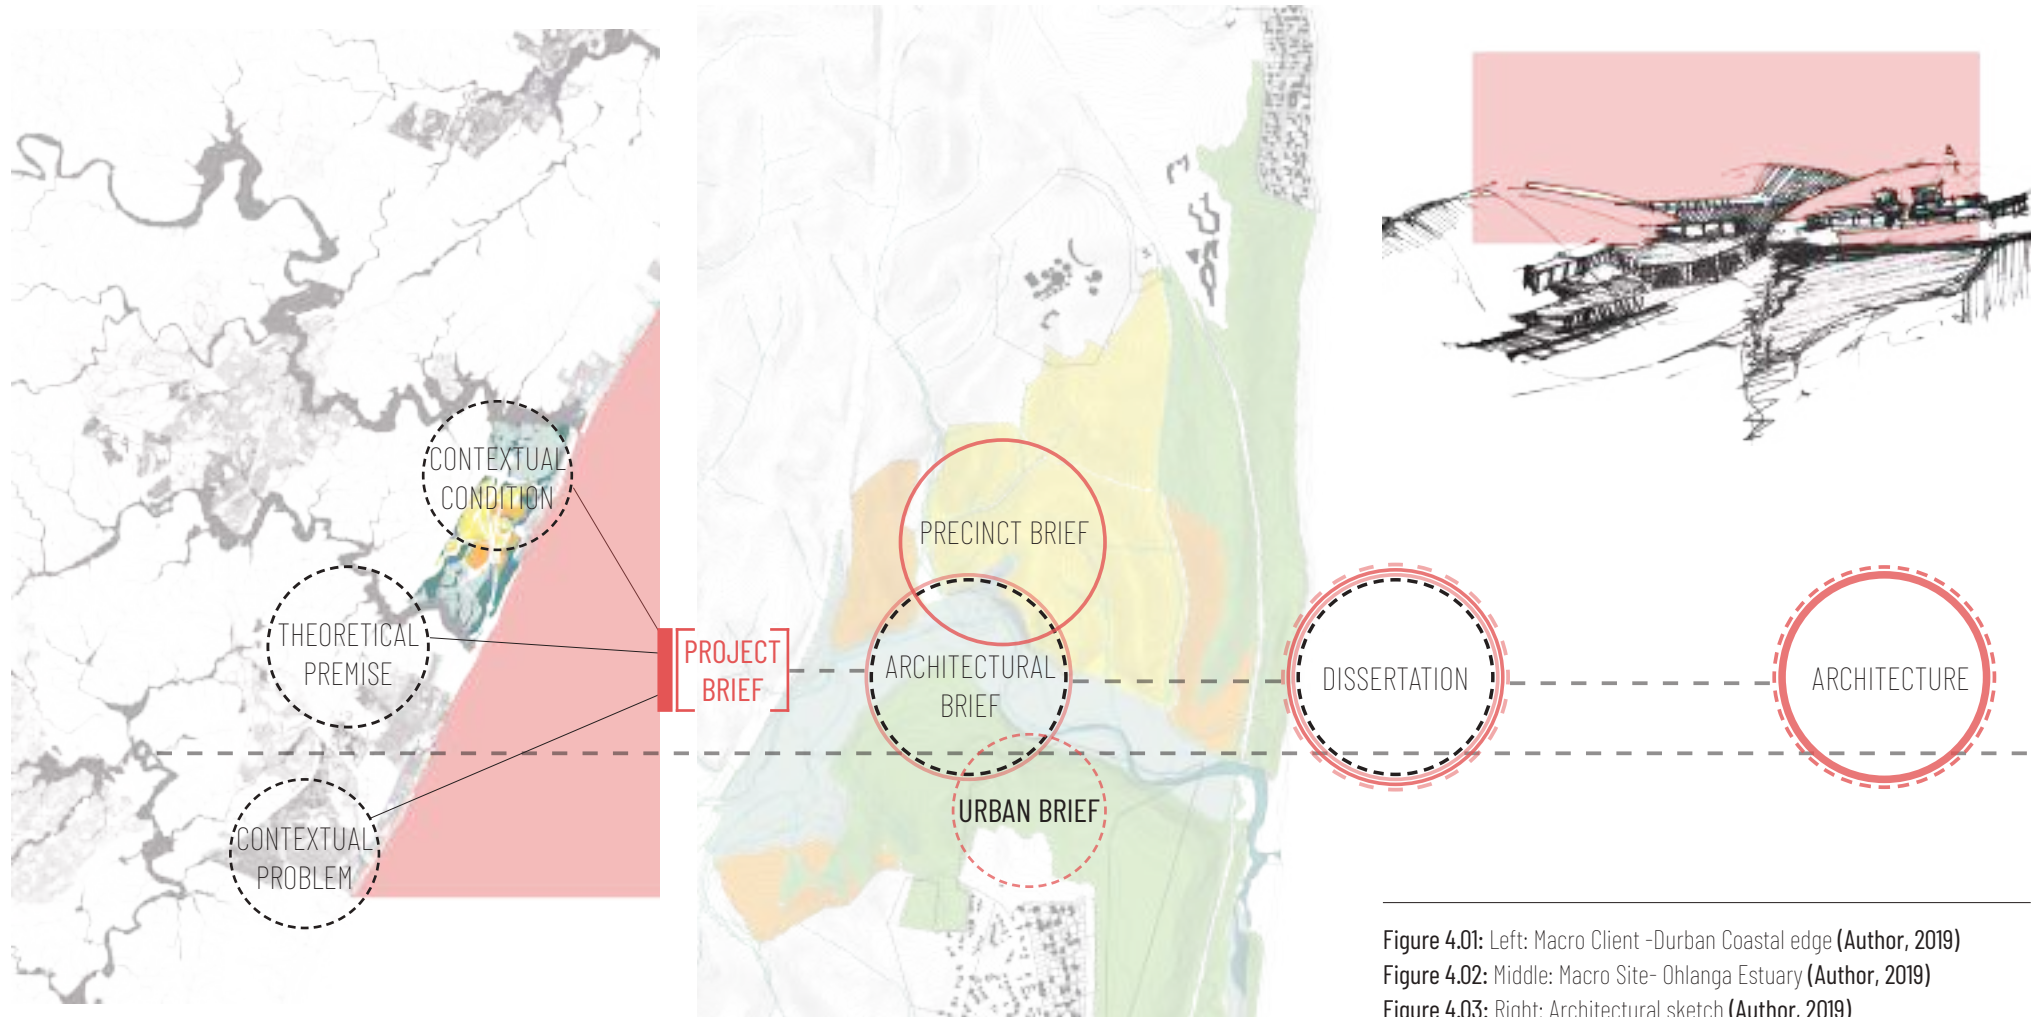 CONTEXTUAL
CONDITION
THEORETICAL
PREMISE
CONTEXTUAL
PROBLEM
PROJECT
BRIEF
PRECINCT BRIEF
ARCHITECTURAL
BRIEF
URBAN BRIEF
DISSERTATION
ARCHITECTURE
Figure 4.01: Left: Macro Client -Durban Coastal edge (Author, 2019)
Figure 4.02: Middle: Macro Site- Ohlanga Estuary (Author, 2019)
Figure 4.03: Right: Architectural sketch (Author, 2019)